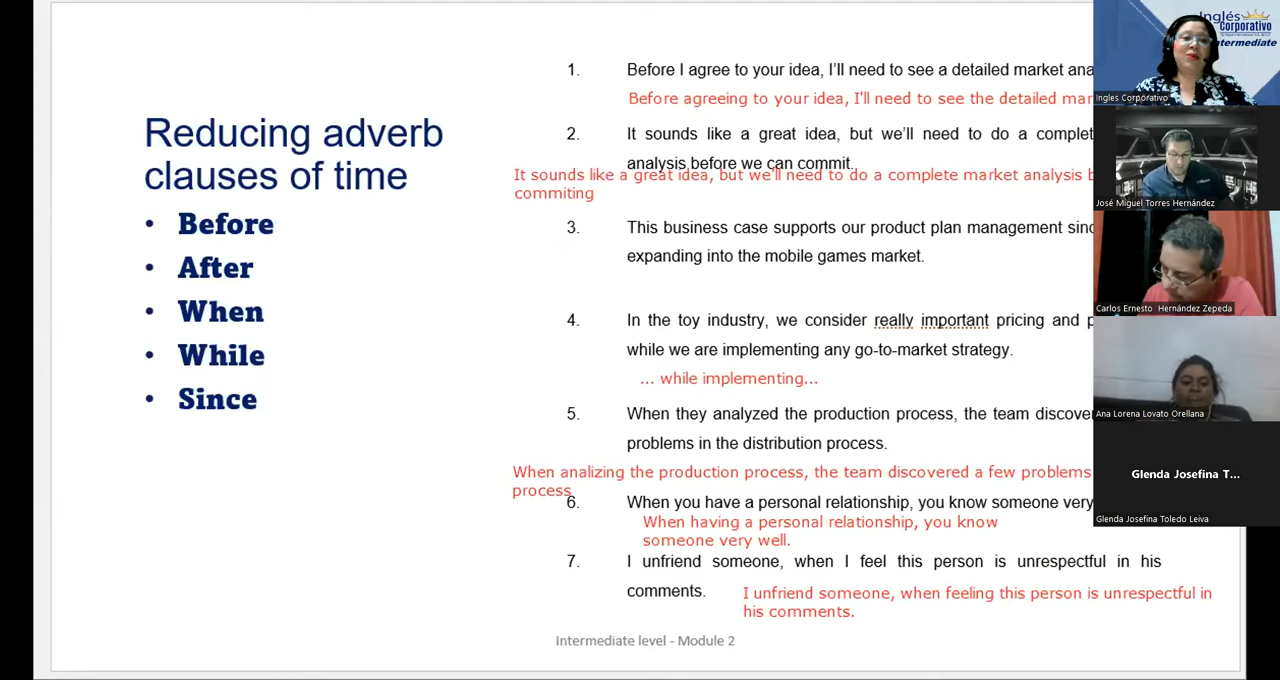 Reducing adverb
clauses of time
• Before
• After
• When
• While
• Since
1. Before I agree to your idea, I'll need to see a detailed market
Before agreeing to your idea, I'll need to see the detailed
2. It sounds like a great idea, but we'll need to do a
analysis before we can commit.
It sounds like a great idea, but we'll need to do a complete market analysis
commiting
3. This business case supports our product plan management
expanding into the mobile games market.
4. In the toy industry, we consider really important pricing and
while we are implementing any go-to-market strategy.
... while implementing...
5. When they analyzed the production process, the team
problems in the distribution process.
When analizing the production process, the team discovered a few problems
process
6. When you have a personal relationship, you know someone very
When having a personal relationship, you know
someone very well.
7. I unfriend someone, when I feel this person is unrespectful in his
comments.
I unfriend someone, when feeling this person is unrespectful in
his comments.
Intermediate level - Module 2
Inglés
Corporativo
Intermediate
Ingles Corporativo
José Miguel Torres Hernández
Carlos Ernesto Hernández Zepeda
Ana Lorena Lovato Orellana
Glenda Josefina T...
Glenda Josefina Toledo Leiva